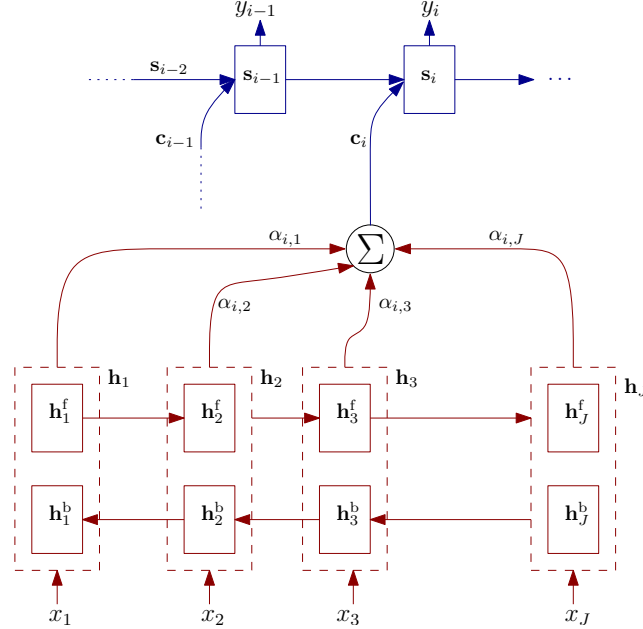 y_{i−1} y_i
s_{i−2} s_{i−1} s_i ...
c_{i−1} c_i
α_{i,1} ∑ α_{i,J}
α_{i,2} α_{i,3}
h_1 h_2 h_3 h_J
h_1^f h_2^f h_3^f h_J^f
h_1^b h_2^b h_3^b h_J^b
x_1 x_2 x_3 x_J